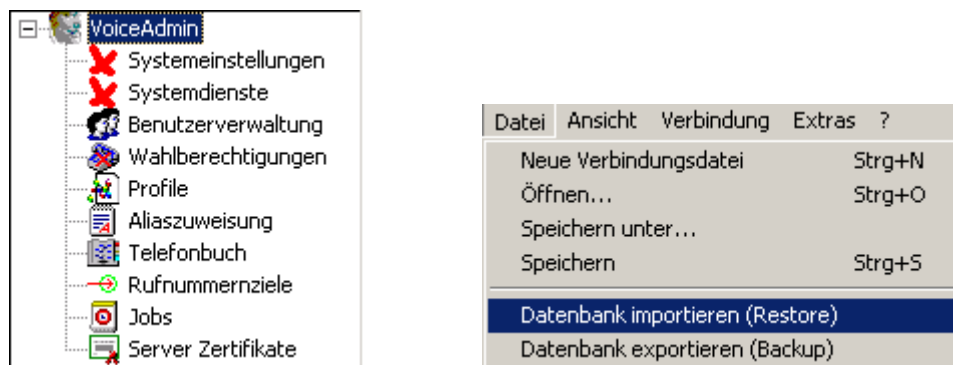 VoiceAdmin
Systemeinstellungen
Systemdienste
Benutzerverwaltung
Wahlberechtigungen
Profile
Aliaszuweisung
Telefonbuch
Rufnummernziele
Jobs
Server Zertifikate
Datei Ansicht Verbindung Extras ?
Neue Verbindungsdatei Strg+N
Öffnen... Strg+O
Speichern unter...
Speichern Strg+S
Datenbank importieren (Restore)
Datenbank exportieren (Backup)